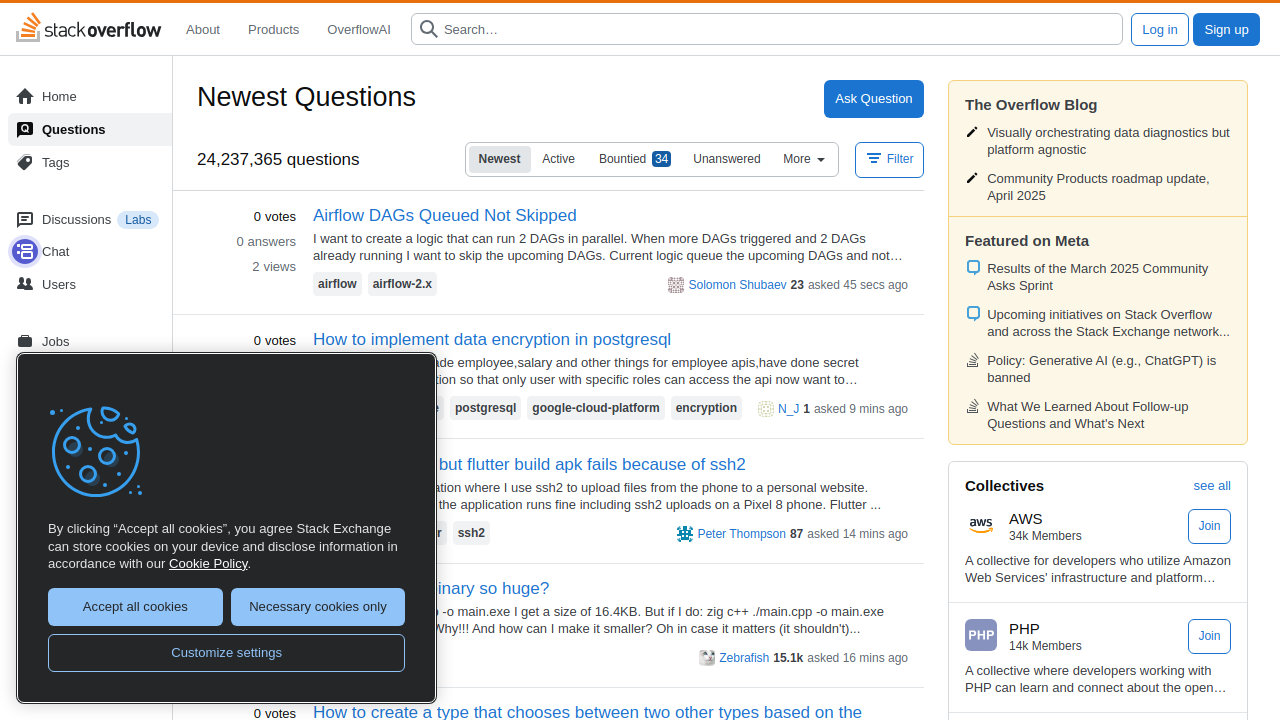 stackoverflow
About
Products
OverflowAI
Search…
Log in
Sign up
Home
Questions
Tags
Discussions
Labs
Chat
Users
Jobs
Newest Questions
Ask Question
24,237,365 questions
Newest
Active
Bountied 34
Unanswered
More
Filter
0 votes
0 answers
2 views
Airflow DAGs Queued Not Skipped
I want to create a logic that can run 2 DAGs in parallel. When more DAGs triggered and 2 DAGs
already running I want to skip the upcoming DAGs. Current logic queue the upcoming DAGs and not…
airflow
airflow-2.x
Solomon Shubaev 23 asked 45 secs ago
0 votes
How to implement data encryption in postgresql
ade employee,salary and other things for employee apis,have done secret
tion so that only user with specific roles can access the api now want to…
e
postgresql
google-cloud-platform
encryption
N_J 1 asked 9 mins ago
but flutter build apk fails because of ssh2
ation where I use ssh2 to upload files from the phone to a personal website.
the application runs fine including ssh2 uploads on a Pixel 8 phone. Flutter ...
r
ssh2
Peter Thompson 87 asked 14 mins ago
inary so huge?
-o main.exe I get a size of 16.4KB. But if I do: zig c++ ./main.cpp -o main.exe
Why!!! And how can I make it smaller? Oh in case it matters (it shouldn't)...
Zebrafish 15.1k asked 16 mins ago
0 votes
How to create a type that chooses between two other types based on the
By clicking “Accept all cookies”, you agree Stack Exchange
can store cookies on your device and disclose information in
accordance with our Cookie Policy.
Accept all cookies
Necessary cookies only
Customize settings
The Overflow Blog
Visually orchestrating data diagnostics but
platform agnostic
Community Products roadmap update,
April 2025
Featured on Meta
Results of the March 2025 Community
Asks Sprint
Upcoming initiatives on Stack Overflow
and across the Stack Exchange network...
Policy: Generative AI (e.g., ChatGPT) is
banned
What We Learned About Follow-up
Questions and What's Next
Collectives
see all
aws
AWS
34k Members
Join
A collective for developers who utilize Amazon
Web Services' infrastructure and platform…
PHP
PHP
14k Members
Join
A collective where developers working with
PHP can learn and connect about the open…